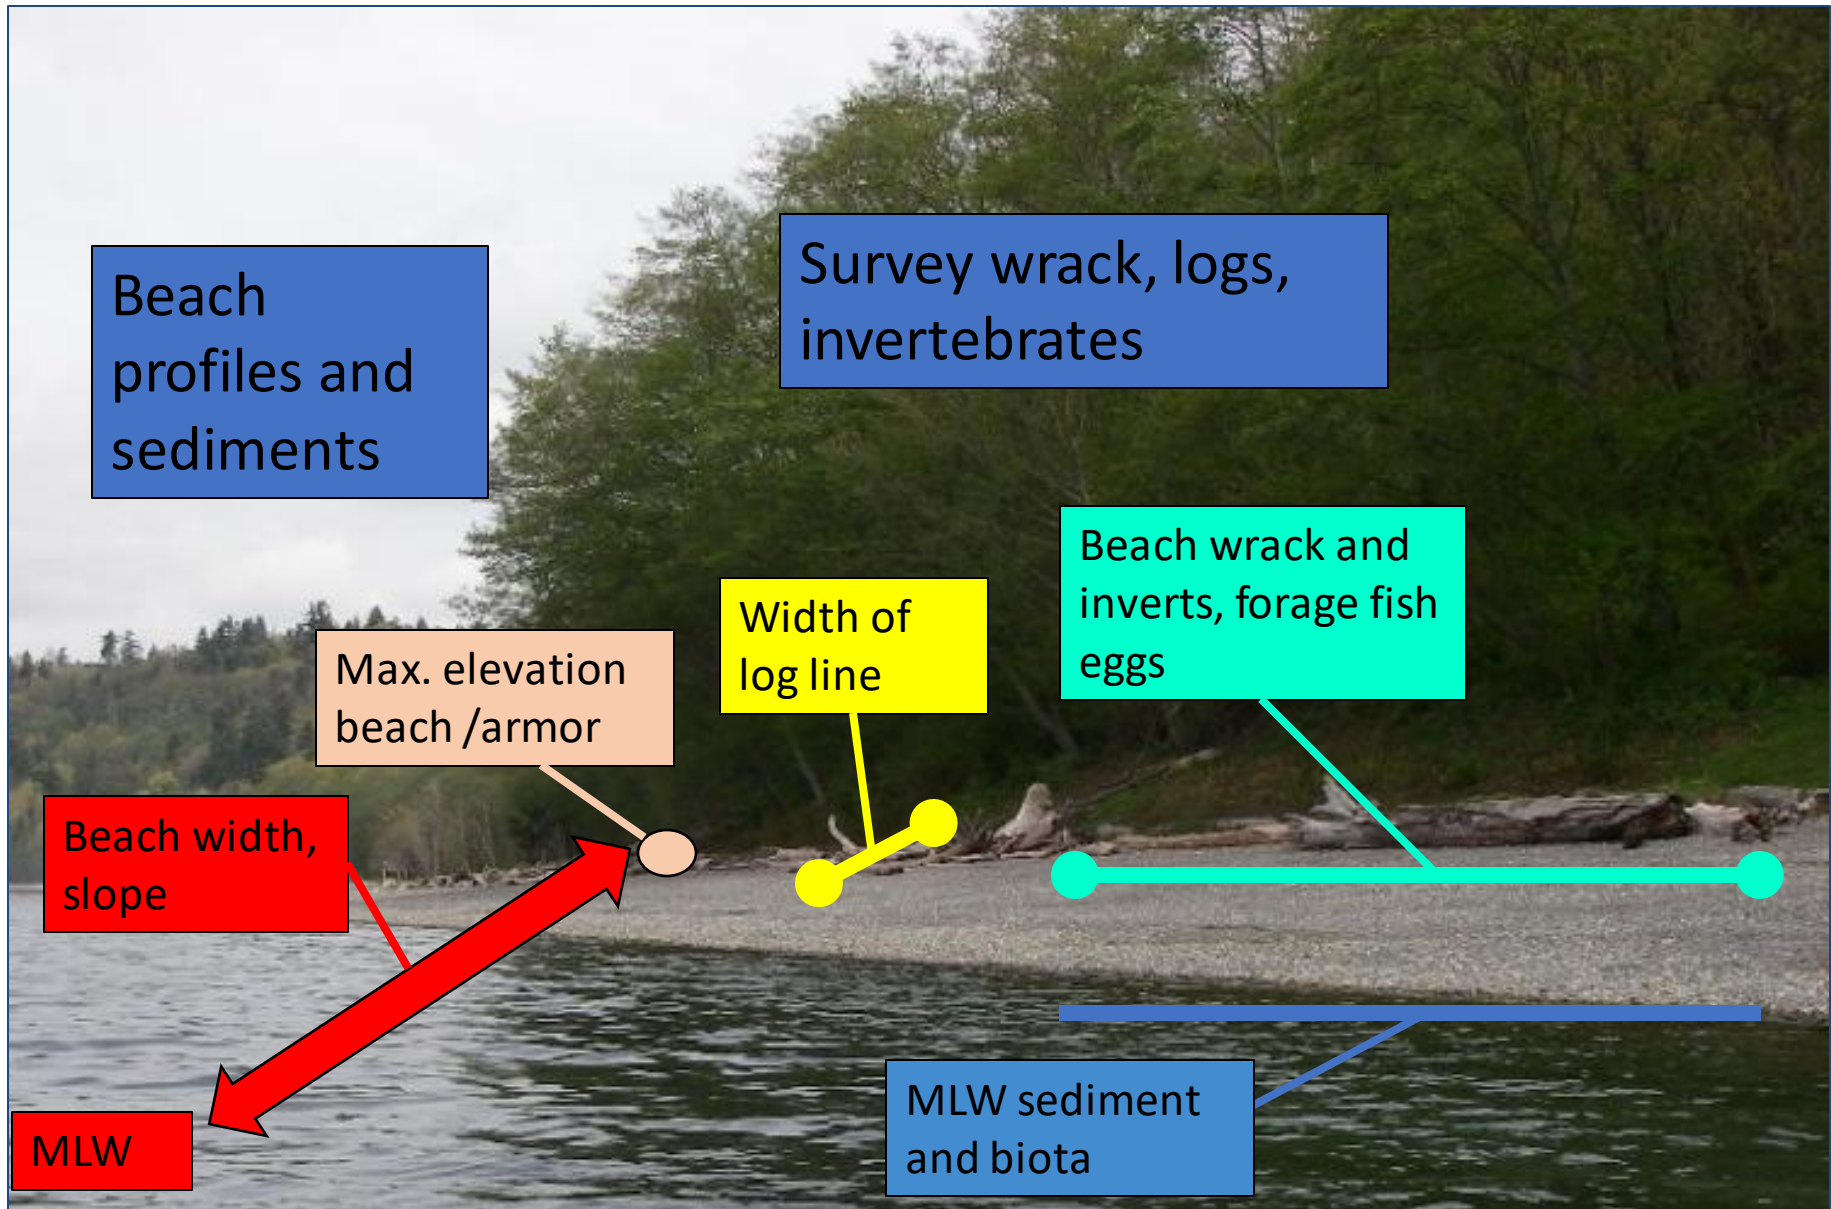 Beach
profiles and
sediments
Survey wrack, logs,
invertebrates
Beach wrack and
inverts, forage fish
eggs
Width of
log line
Max. elevation
beach /armor
Beach width,
slope
MLW sediment
and biota
MLW